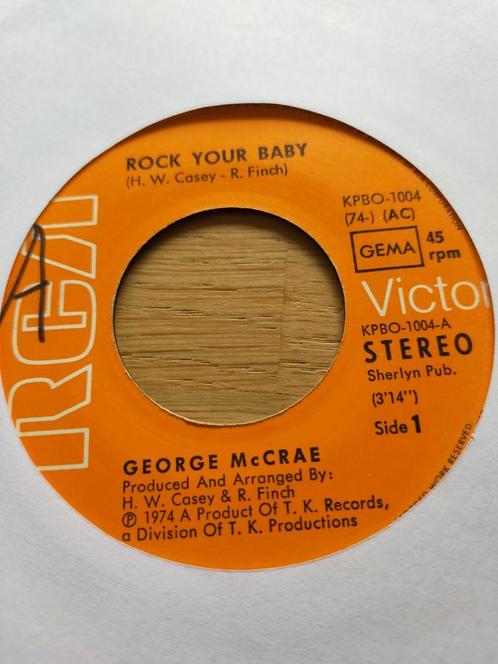 ROCK YOUR BABY
(H. W. Casey - R. Finch)
KPBO-1004
(74-) (AC)
GEMA
45
rpm
RCA
Victor
KPBO-1004-A
STEREO
Sherlyn Pub.
(3'14")
Side 1
GEORGE McCRAE
Produced And Arranged By:
H. W. Casey & R. Finch
℗ 1974 A Product Of T. K. Records,
a Division Of T. K. Productions
WORK RESERVED